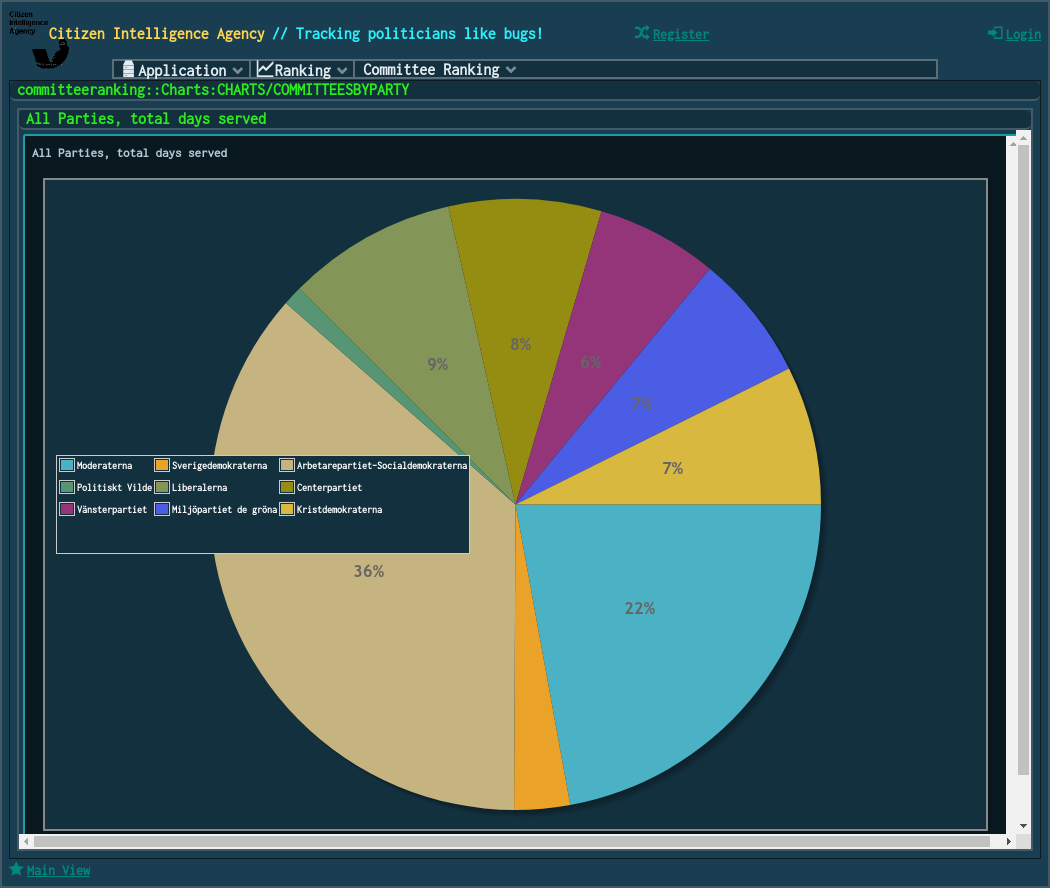 Citizen
Intelligence
Agency
Citizen Intelligence Agency // Tracking politicians like bugs!
Register
Login
Application
Ranking
Committee Ranking
committeeranking::Charts:CHARTS/COMMITTEESBYPARTY
All Parties, total days served
All Parties, total days served
8%
6%
9%
7%
7%
Moderaterna Sverigedemokraterna Arbetarepartiet-Socialdemokraterna
Politiskt Vilde Liberalerna Centerpartiet
Vänsterpartiet Miljöpartiet de gröna Kristdemokraterna
36%
22%
Main View